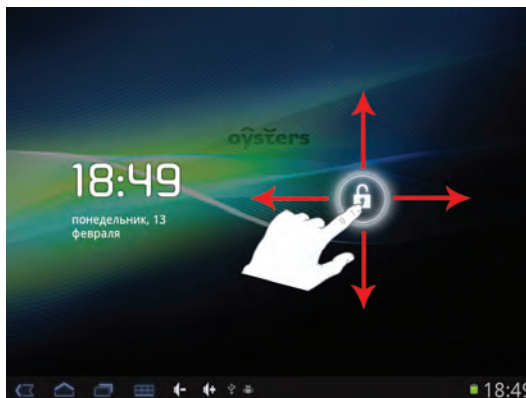 oysters
18:49
понедельник, 13
февраля
18:49